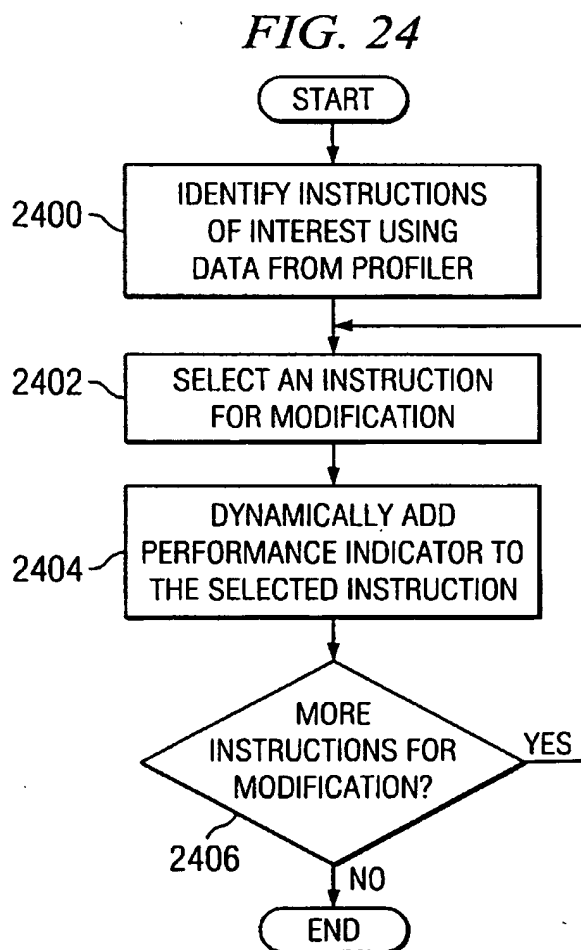 FIG. 24
START
2400
IDENTIFY INSTRUCTIONS
OF INTEREST USING
DATA FROM PROFILER
2402
SELECT AN INSTRUCTION
FOR MODIFICATION
2404
DYNAMICALLY ADD
PERFORMANCE INDICATOR TO
THE SELECTED INSTRUCTION
MORE
INSTRUCTIONS FOR
MODIFICATION?
YES
2406
NO
END